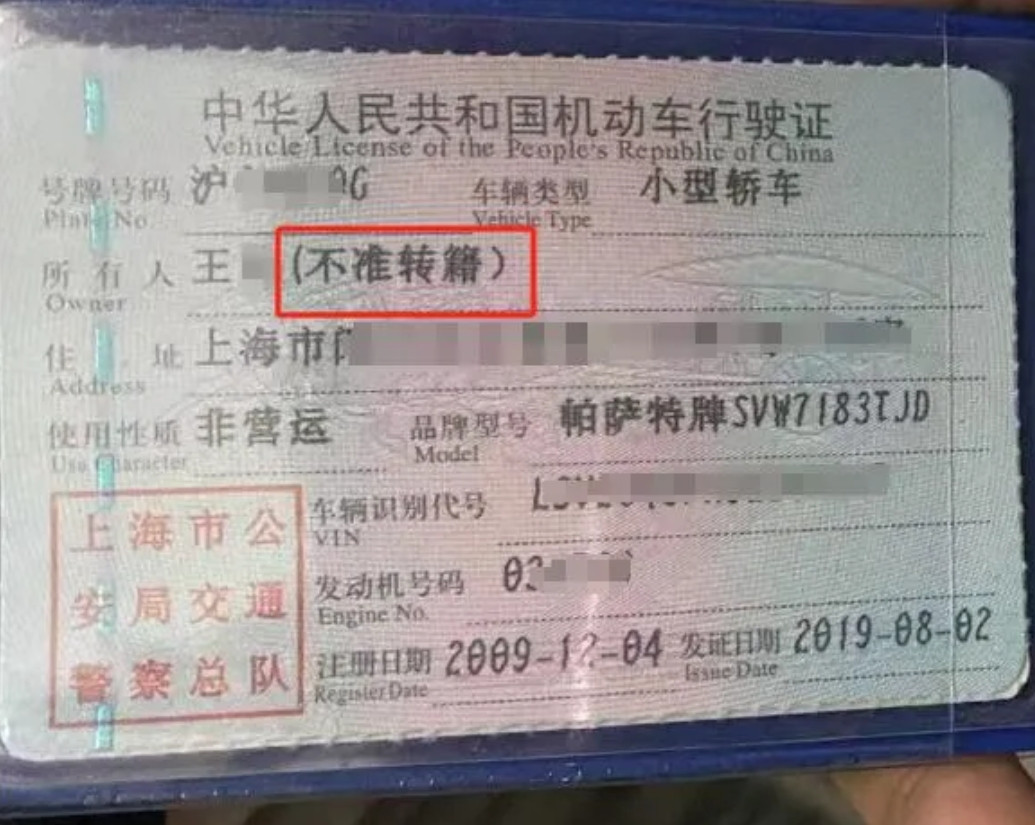 中华人民共和国机动车行驶证
Vehicle License of the People's Republic of China
号牌号码 沪 0G 车辆类型 小型轿车
Plate No. Vehicle Type
所有人 王 (不准转籍)
Owner
住址 上海市
Address
使用性质 非营运 品牌型号 帕萨特牌SVW7183TJD
Use Character Model
上海市公
安局交通
警察总队
车辆识别代号
VIN
发动机号码 03
Engine No.
注册日期 2009-12-04 发证日期 2019-08-02
Register Date Issue Date